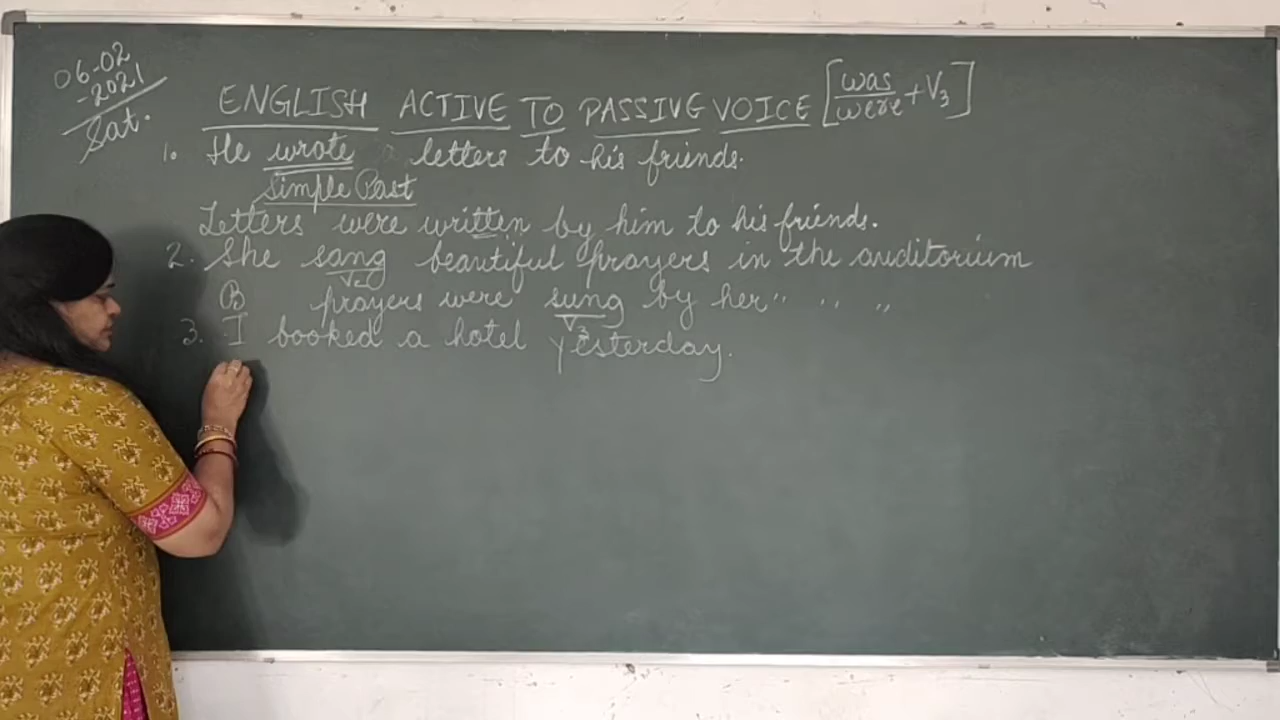 06-02
-2021
Sat.
ENGLISH ACTIVE TO PASSIVE VOICE [was/were + V3]
1. He wrote letters to his friends.
Simple Past
Letters were written by him to his friends.
2. She sang beautiful prayers in the auditorium
V2
B prayers were sung by her " " "
V3
3. I booked a hotel yesterday.